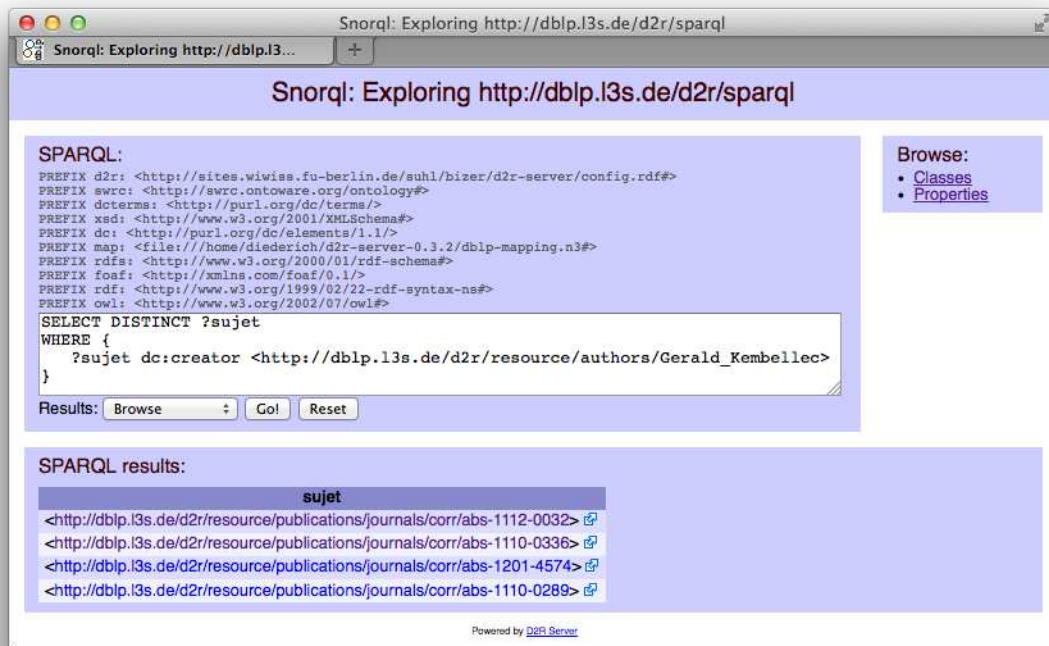 Snorql: Exploring http://dblp.l3s.de/d2r/sparql
Snorql: Exploring http://dblp.l3...
Snorql: Exploring http://dblp.l3s.de/d2r/sparql
SPARQL:
PREFIX d2r: <http://sites.wiwiss.fu-berlin.de/suhl/bizer/d2r-server/config.rdf#>
PREFIX swrc: <http://swrc.ontoware.org/ontology#>
PREFIX dcterms: <http://purl.org/dc/terms/>
PREFIX xsd: <http://www.w3.org/2001/XMLSchema#>
PREFIX dc: <http://purl.org/dc/elements/1.1/>
PREFIX map: <file:///home/diederich/d2r-server-0.3.2/dblp-mapping.n3#>
PREFIX rdfs: <http://www.w3.org/2000/01/rdf-schema#>
PREFIX foaf: <http://xmlns.com/foaf/0.1/>
PREFIX rdf: <http://www.w3.org/1999/02/22-rdf-syntax-ns#>
PREFIX owl: <http://www.w3.org/2002/07/owl#>
SELECT DISTINCT ?sujet
WHERE {
?sujet dc:creator <http://dblp.l3s.de/d2r/resource/authors/Gerald_Kembellec>
}
Results: Browse Go! Reset
Browse:
Classes
Properties
SPARQL results:
sujet
<http://dblp.l3s.de/d2r/resource/publications/journals/corr/abs-1112-0032>
<http://dblp.l3s.de/d2r/resource/publications/journals/corr/abs-1110-0336>
<http://dblp.l3s.de/d2r/resource/publications/journals/corr/abs-1201-4574>
<http://dblp.l3s.de/d2r/resource/publications/journals/corr/abs-1110-0289>
Powered by D2R Server